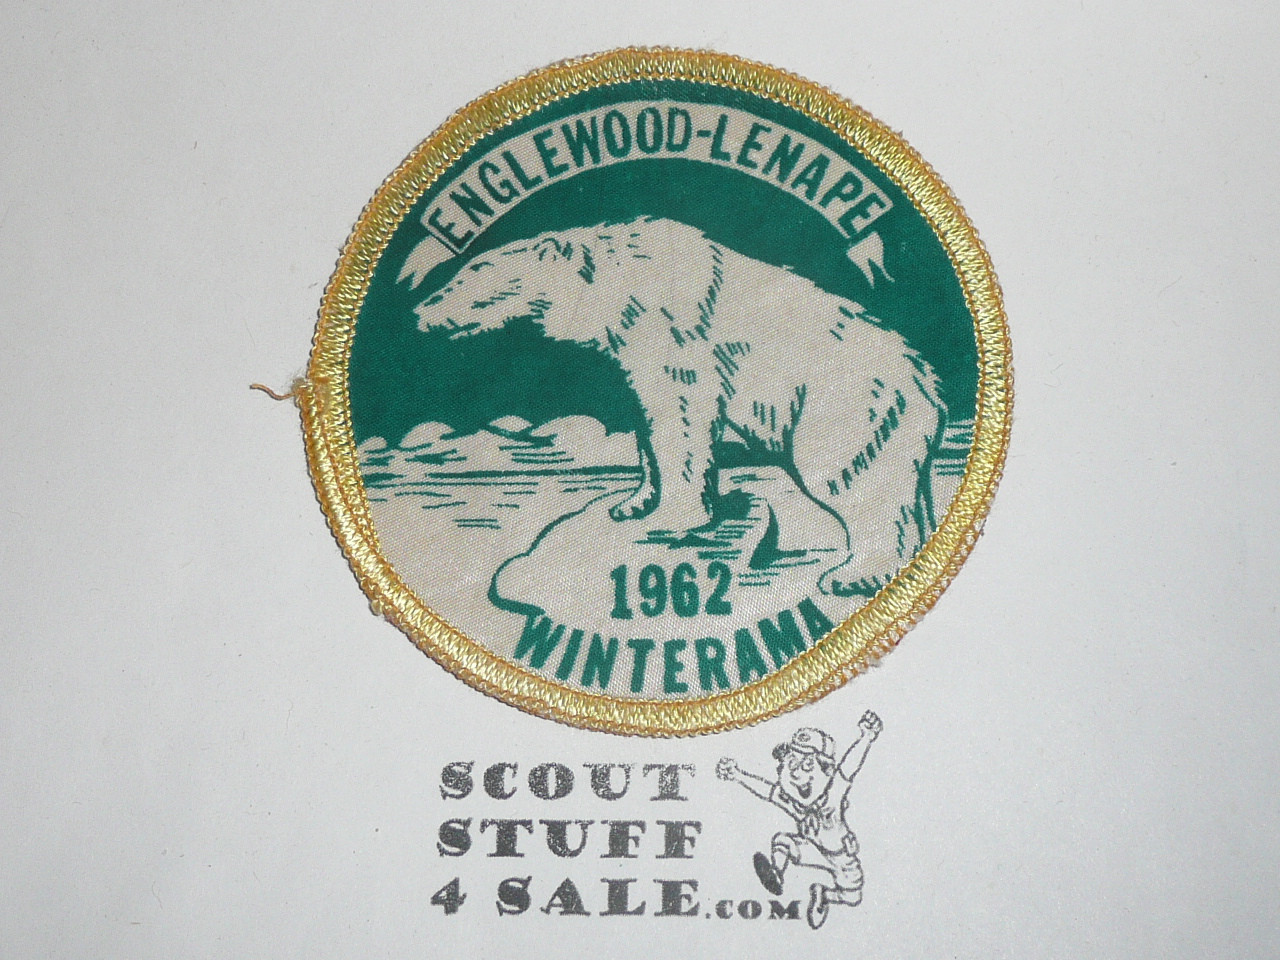 ENGLEWOOD-LENAPE
1962
WINTERAMA
SCOUT
STUFF
4 SALE.COM